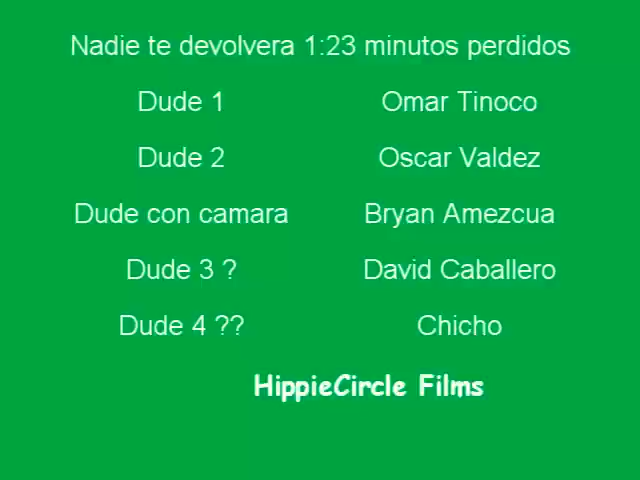 Nadie te devolvera 1:23 minutos perdidos
Dude 1 Omar Tinoco
Dude 2 Oscar Valdez
Dude con camara Bryan Amezcua
Dude 3 ? David Caballero
Dude 4 ?? Chicho
HippieCircle Films